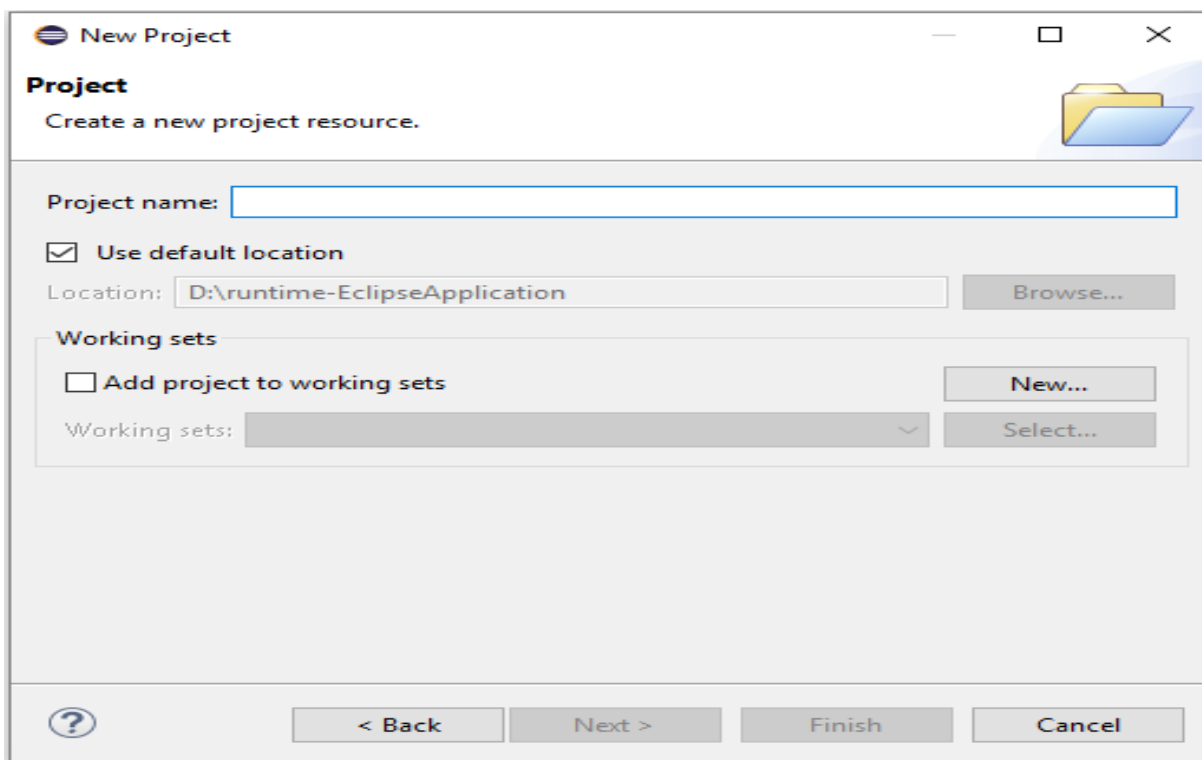 New Project
Project
Create a new project resource.
Project name:
Use default location
Location: D:\runtime-EclipseApplication Browse...
Working sets
Add project to working sets New...
Working sets: Select...
? < Back Next > Finish Cancel